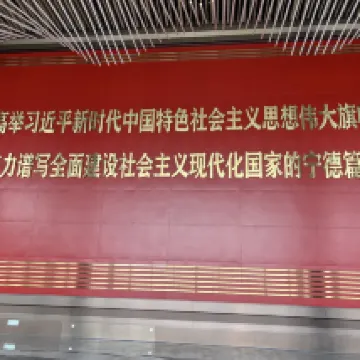 高举习近平新时代中国特色社会主义思想伟大旗
力谱写全面建设社会主义现代化国家的宁德篇